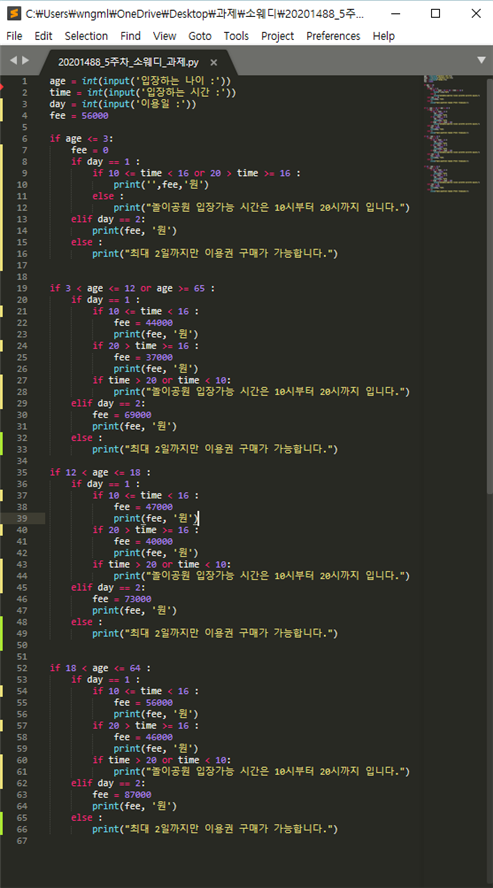 C:₩Users₩wngml₩OneDrive₩Desktop₩과제₩소웨디₩20201488_5주...
File Edit Selection Find View Goto Tools Project Preferences Help
20201488_5주차_소웨디_과제.py ×
1 age = int(input('입장하는 나이 :'))
2 time = int(input('입장하는 시간 :'))
3 day = int(input('이용일 :'))
4 fee = 56000
5
6 if age <= 3:
7 fee = 0
8 if day == 1 :
9 if 10 <= time < 16 or 20 > time >= 16 :
10 print('',fee,'원')
11 else :
12 print("놀이공원 입장가능 시간은 10시부터 20시까지 입니다.")
13 elif day == 2:
14 print(fee, '원')
15 else :
16 print("최대 2일까지만 이용권 구매가 가능합니다.")
17
18
19 if 3 < age <= 12 or age >= 65 :
20 if day == 1 :
21 if 10 <= time < 16 :
22 fee = 44000
23 print(fee, '원')
24 if 20 > time >= 16 :
25 fee = 37000
26 print(fee, '원')
27 if time > 20 or time < 10:
28 print("놀이공원 입장가능 시간은 10시부터 20시까지 입니다.")
29 elif day == 2:
30 fee = 69000
31 print(fee, '원')
32 else :
33 print("최대 2일까지만 이용권 구매가 가능합니다.")
34
35 if 12 < age <= 18 :
36 if day == 1 :
37 if 10 <= time < 16 :
38 fee = 47000
39 print(fee, '원')
40 if 20 > time >= 16 :
41 fee = 40000
42 print(fee, '원')
43 if time > 20 or time < 10:
44 print("놀이공원 입장가능 시간은 10시부터 20시까지 입니다.")
45 elif day == 2:
46 fee = 73000
47 print(fee, '원')
48 else :
49 print("최대 2일까지만 이용권 구매가 가능합니다.")
50
51
52 if 18 < age <= 64 :
53 if day == 1 :
54 if 10 <= time < 16 :
55 fee = 56000
56 print(fee, '원')
57 if 20 > time >= 16 :
58 fee = 46000
59 print(fee, '원')
60 if time > 20 or time < 10:
61 print("놀이공원 입장가능 시간은 10시부터 20시까지 입니다.")
62 elif day == 2:
63 fee = 87000
64 print(fee, '원')
65 else :
66 print("최대 2일까지만 이용권 구매가 가능합니다.")
67